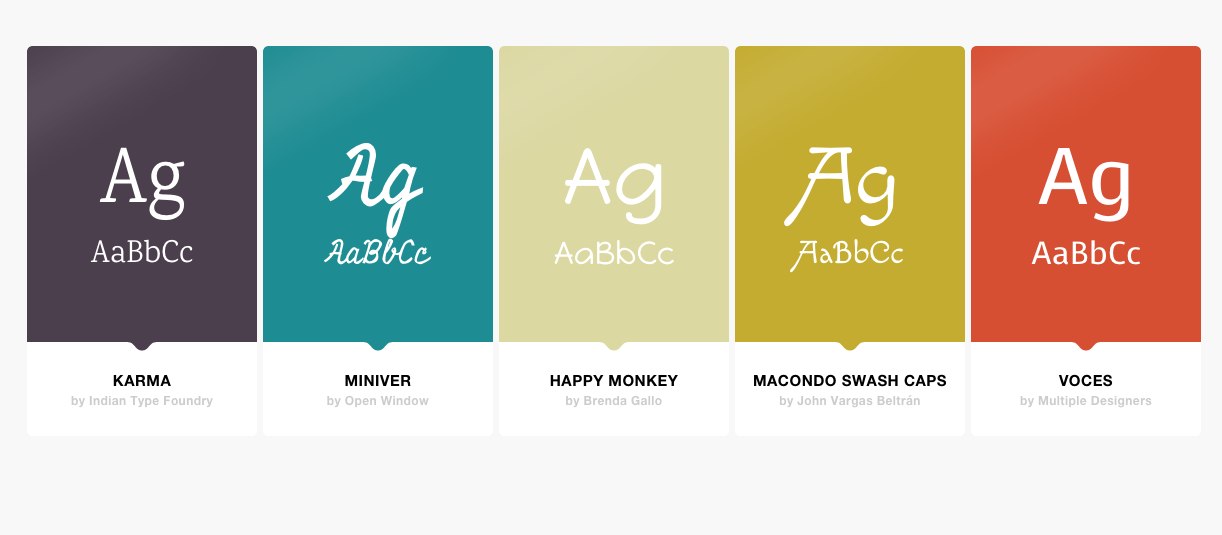 Ag
AaBbCc
KARMA
by Indian Type Foundry
Ag
AaBbCc
MINIVER
by Open Window
Ag
AaBbCc
HAPPY MONKEY
by Brenda Gallo
Ag
AaBbCc
MACONDO SWASH CAPS
by John Vargas Beltrán
Ag
AaBbCc
VOCES
by Multiple Designers